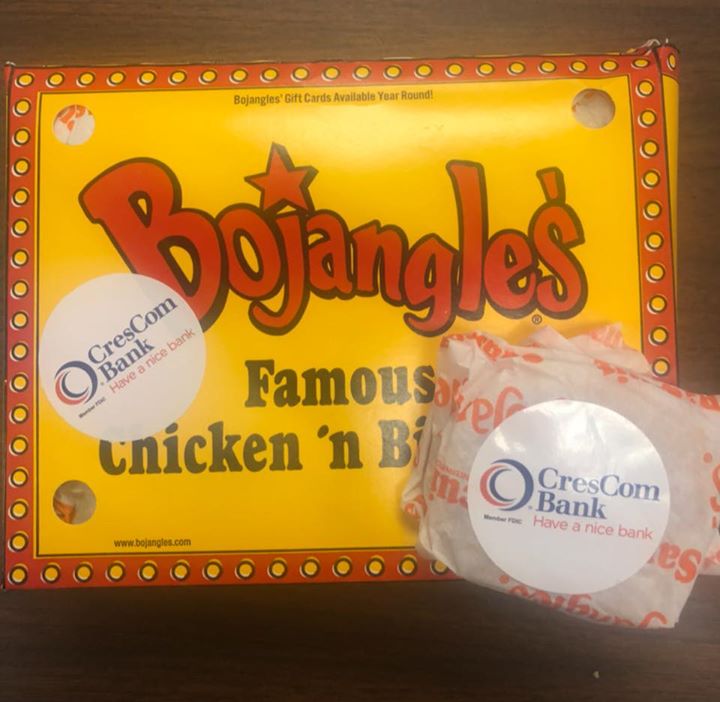 Bojangles' Gift Cards Available Year Round!
Bojangles'®
Famous
Chicken 'n Bi
www.bojangles.com
CresCom
Bank
Member FDIC Have a nice bank
CresCom
Bank
Member FDIC Have a nice bank